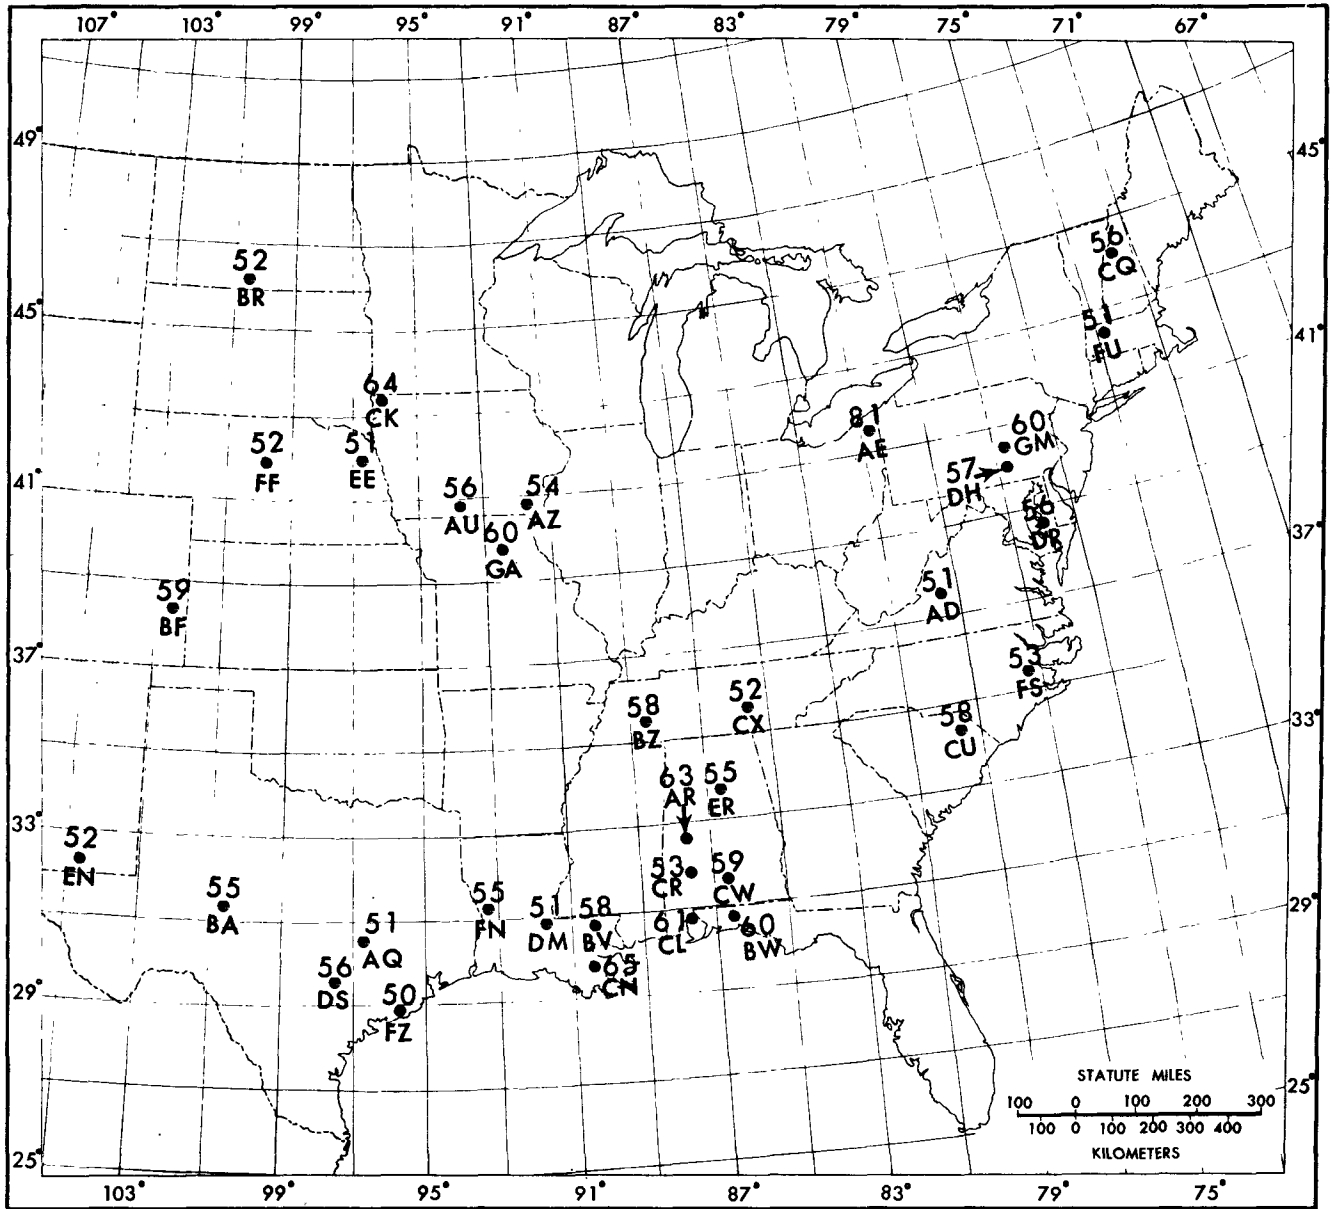 107° 103° 99° 95° 91° 87° 83° 79° 75° 71° 67°
49°
45°
45°
41°
41°
37°
37°
33°
33°
29°
29°
25°
25°
56
CQ
52
BR
51
FU
64
CK
81
AE
60
GM
52
FF
51
EE
57
DH
56
AU
54
AZ
56
DR
60
GA
51
AD
59
BF
53
FS
58
BZ
52
CX
58
CU
63
AR
55
ER
52
EN
53
CR
59
CW
55
BA
55
FN
51
DM
58
BV
61
CL
60
BW
51
AQ
56
DS
CN
50
FZ
STATUTE MILES
100 0 100 200 300
100 0 100 200 300 400
KILOMETERS
103° 99° 95° 91° 87° 83° 79° 75°